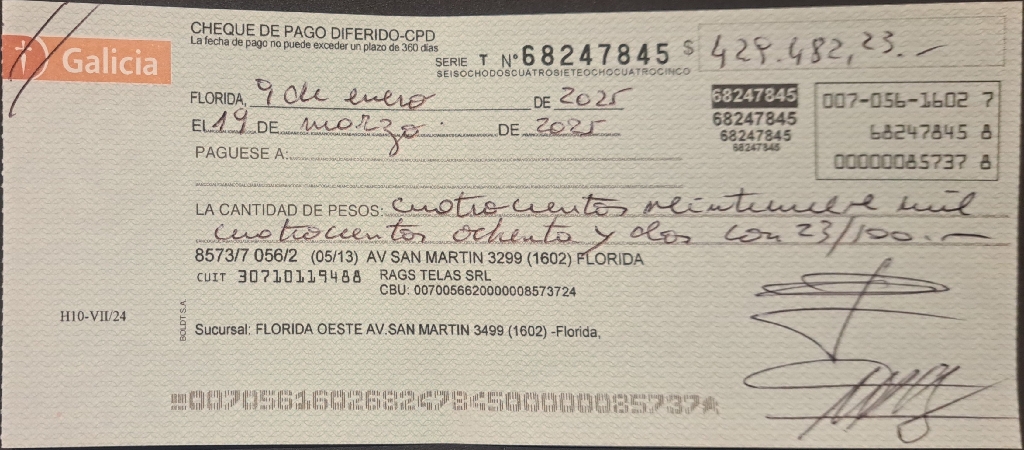 Galicia
CHEQUE DE PAGO DIFERIDO-CPD
La fecha de pago no puede exceder un plazo de 360 días
SERIE T N° 68247845 $ 429.482,23.-
SEISOCHODOSCUATROSIETEOCHOCUATROCINCO
FLORIDA, 9 de enero DE 2025
EL 19 DE marzo DE 2025
PAGUESE A:
68247845
68247845
68247845
68247845
007-056-1602 7
68247845 8
00000085737 8
LA CANTIDAD DE PESOS: cuatrocientos veintinueve mil
cuatrocientos ochenta y dos con 23/100.-
8573/7 056/2 (05/13) AV SAN MARTIN 3299 (1602) FLORIDA
CUIT 30710119488 RAGS TELAS SRL
CBU: 0070056620000008573724
H10-VII/24
BOLDT S.A.
Sucursal: FLORIDA OESTE AV.SAN MARTIN 3499 (1602) -Florida,
00705616026824784500000085737